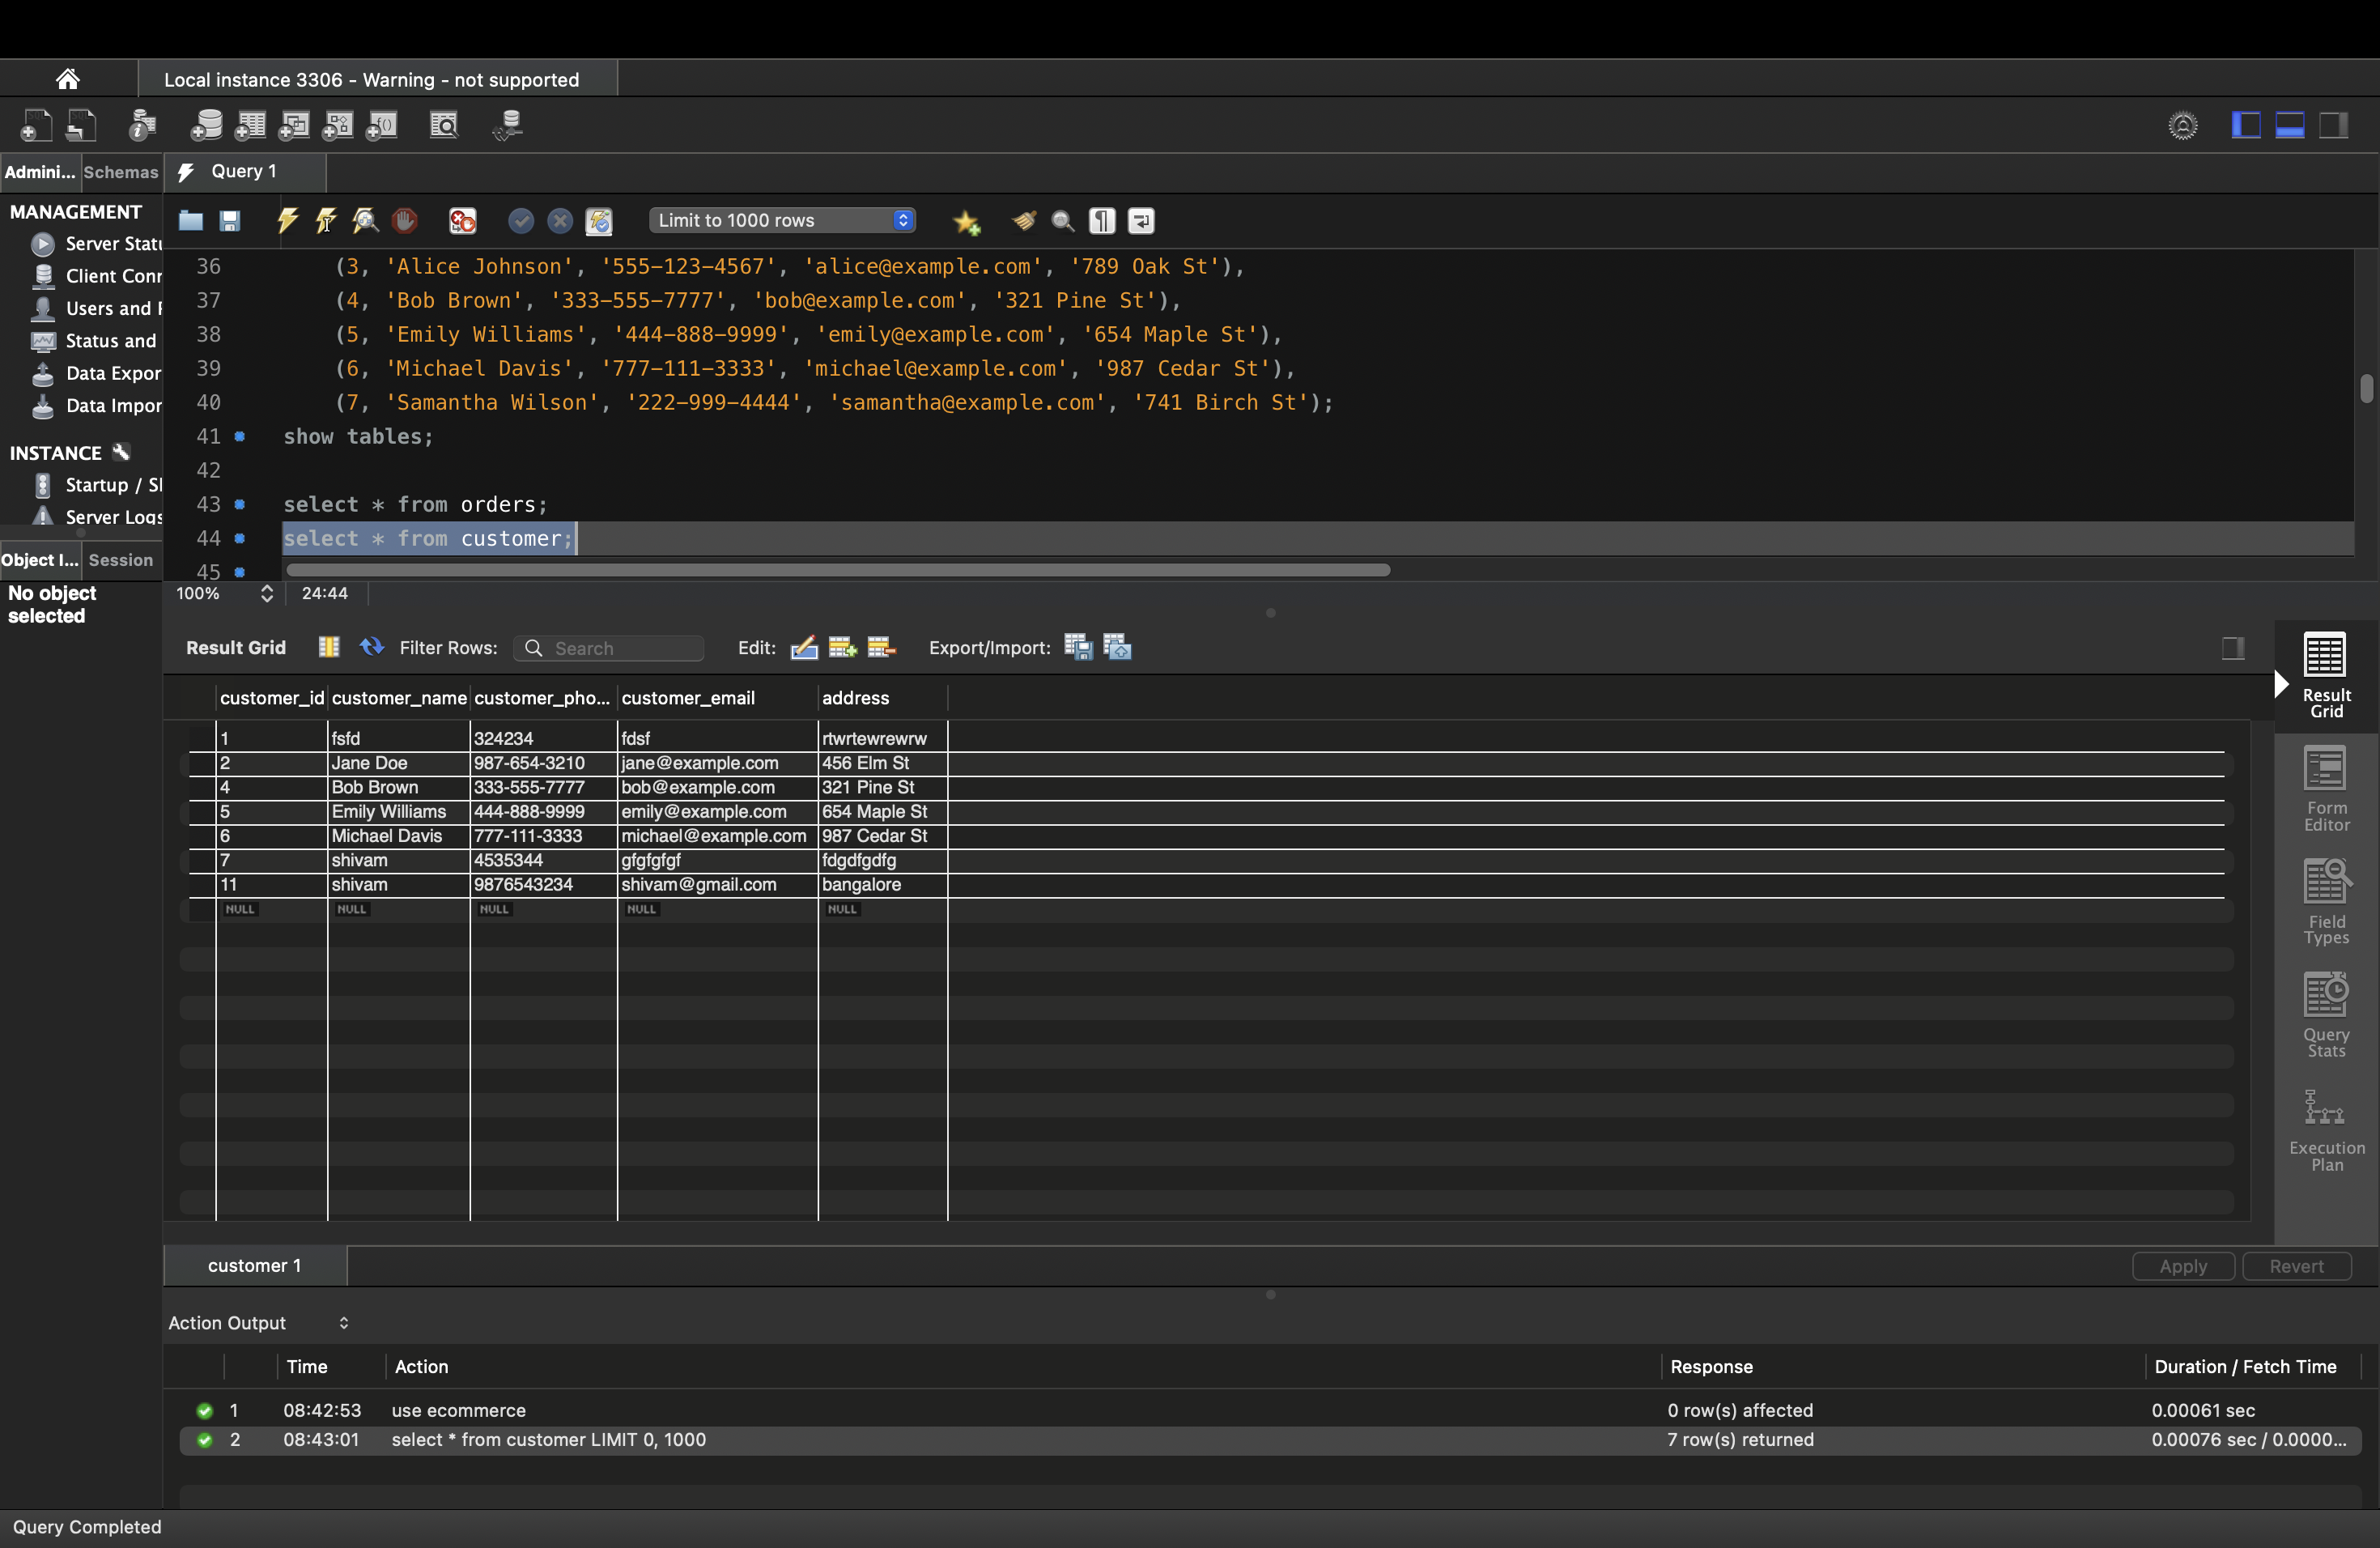 Local instance 3306 - Warning - not supported
Admini... Schemas Query 1
MANAGEMENT
Server Statu
Client Conn
Users and P
Status and
Data Expor
Data Impor
INSTANCE
Startup / Sh
Server Logs
Object I... Session
No object
selected
Limit to 1000 rows
36 (3, 'Alice Johnson', '555-123-4567', 'alice@example.com', '789 Oak St'),
37 (4, 'Bob Brown', '333-555-7777', 'bob@example.com', '321 Pine St'),
38 (5, 'Emily Williams', '444-888-9999', 'emily@example.com', '654 Maple St'),
39 (6, 'Michael Davis', '777-111-3333', 'michael@example.com', '987 Cedar St'),
40 (7, 'Samantha Wilson', '222-999-4444', 'samantha@example.com', '741 Birch St');
41 show tables;
42
43 select * from orders;
44 select * from customer;
45
100% 24:44
Result Grid Filter Rows: Search Edit: Export/Import:
customer_id customer_name customer_pho... customer_email address
1 fsfd 324234 fdsf rtwrtewrewrw
2 Jane Doe 987-654-3210 jane@example.com 456 Elm St
4 Bob Brown 333-555-7777 bob@example.com 321 Pine St
5 Emily Williams 444-888-9999 emily@example.com 654 Maple St
6 Michael Davis 777-111-3333 michael@example.com 987 Cedar St
7 shivam 4535344 gfgfgfgf fdgdfgdfg
11 shivam 9876543234 shivam@gmail.com bangalore
NULL NULL NULL NULL NULL
Result
Grid
Form
Editor
Field
Types
Query
Stats
Execution
Plan
customer 1 Apply Revert
Action Output
Time Action Response Duration / Fetch Time
1 08:42:53 use ecommerce 0 row(s) affected 0.00061 sec
2 08:43:01 select * from customer LIMIT 0, 1000 7 row(s) returned 0.00076 sec / 0.0000...
Query Completed